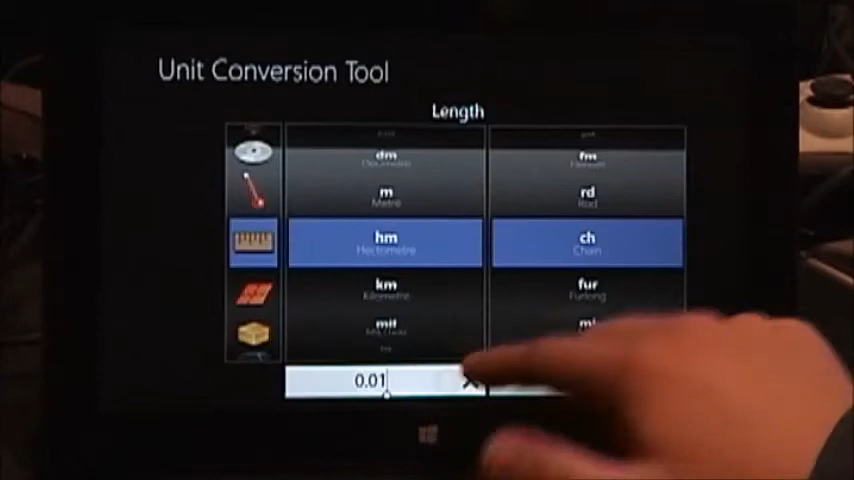 Unit Conversion Tool
Length
dm
fm
m
Metre
rd
Rod
hm
Hectometre
ch
Chain
km
Kilometre
fur
Furlong
mi
0.01